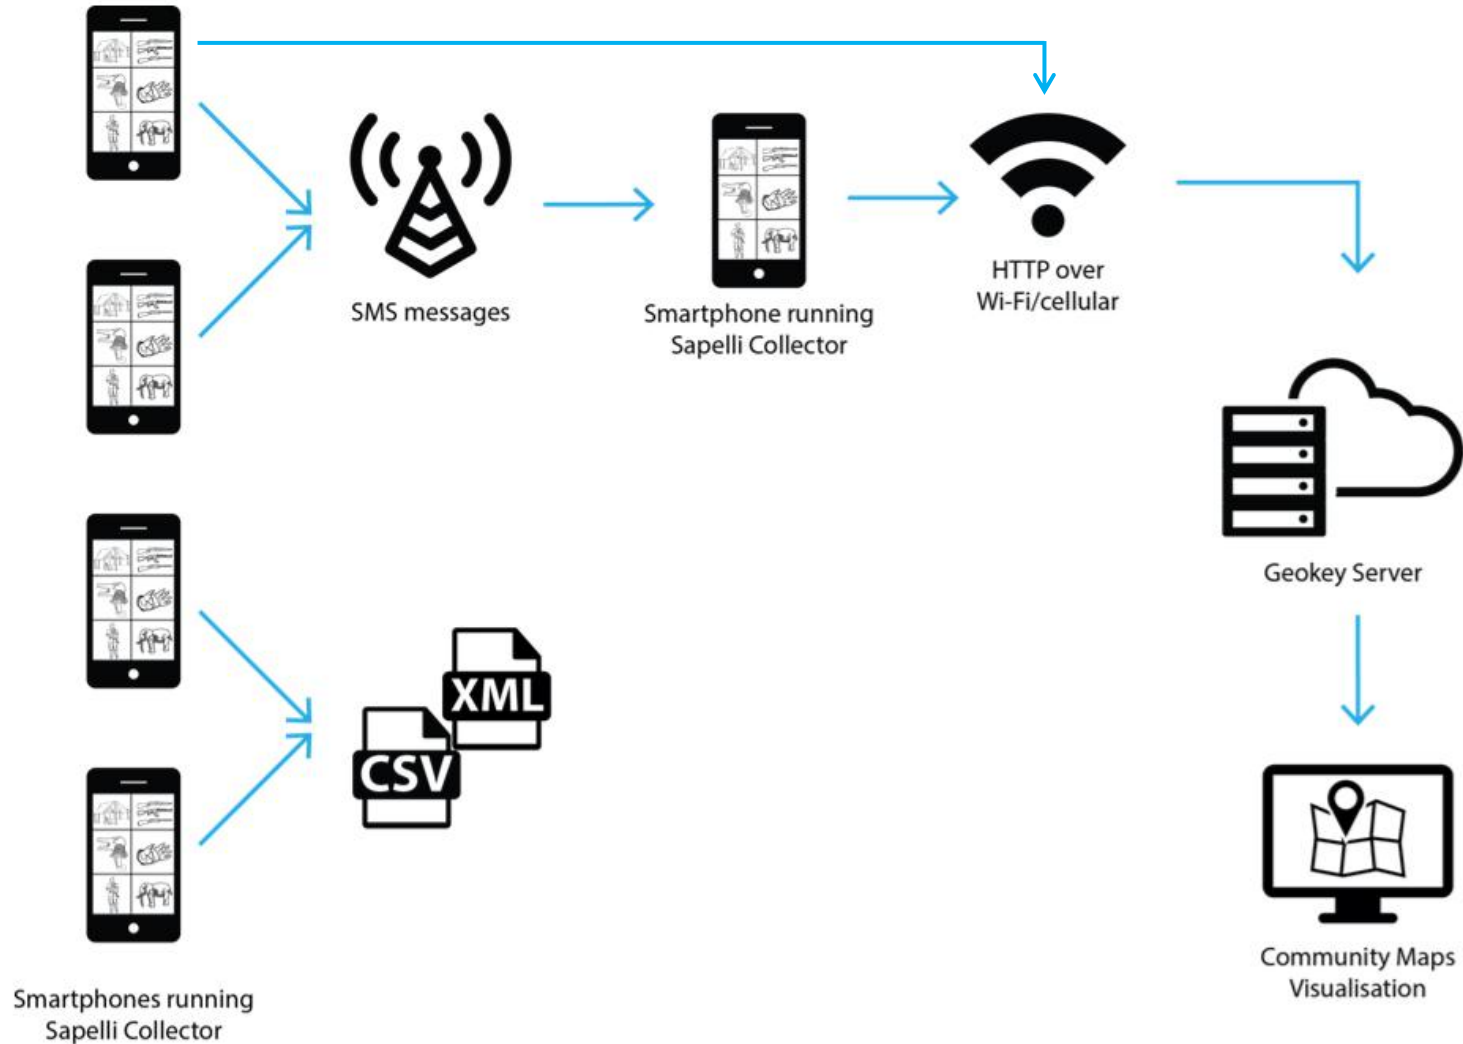 SMS messages
Smartphone running
Sapelli Collector
HTTP over
Wi-Fi/cellular
Geokey Server
XML
CSV
Community Maps
Visualisation
Smartphones running
Sapelli Collector